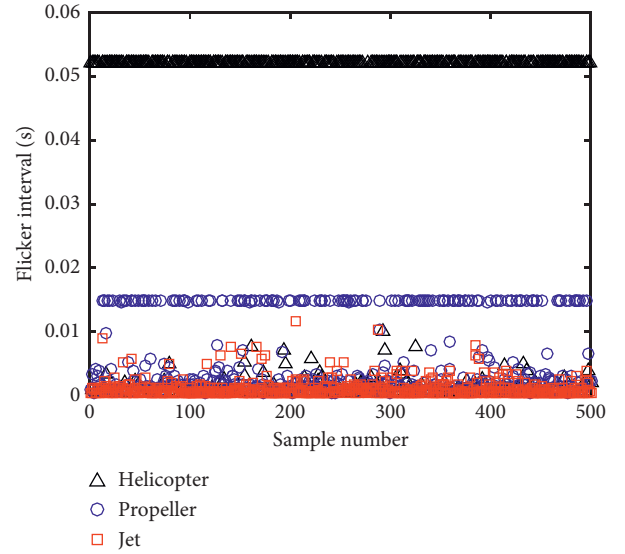 0.06
0.05
0.04
0.03
0.02
0.01
0
Flicker interval (s)
0 100 200 300 400 500
Sample number
Helicopter
Propeller
Jet